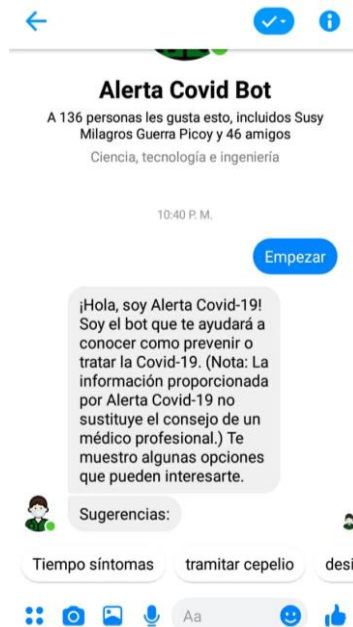 Alerta Covid Bot
A 136 personas les gusta esto, incluidos Susy
Milagros Guerra Picoy y 46 amigos
Ciencia, tecnología e ingeniería
10:40 P. M.
Empezar
¡Hola, soy Alerta Covid-19!
Soy el bot que te ayudará a
conocer como prevenir o
tratar la Covid-19. (Nota: La
información proporcionada
por Alerta Covid-19 no
sustituye el consejo de un
médico profesional.) Te
muestro algunas opciones
que pueden interesarte.
Sugerencias:
Tiempo síntomas tramitar cepelio desi
Aa